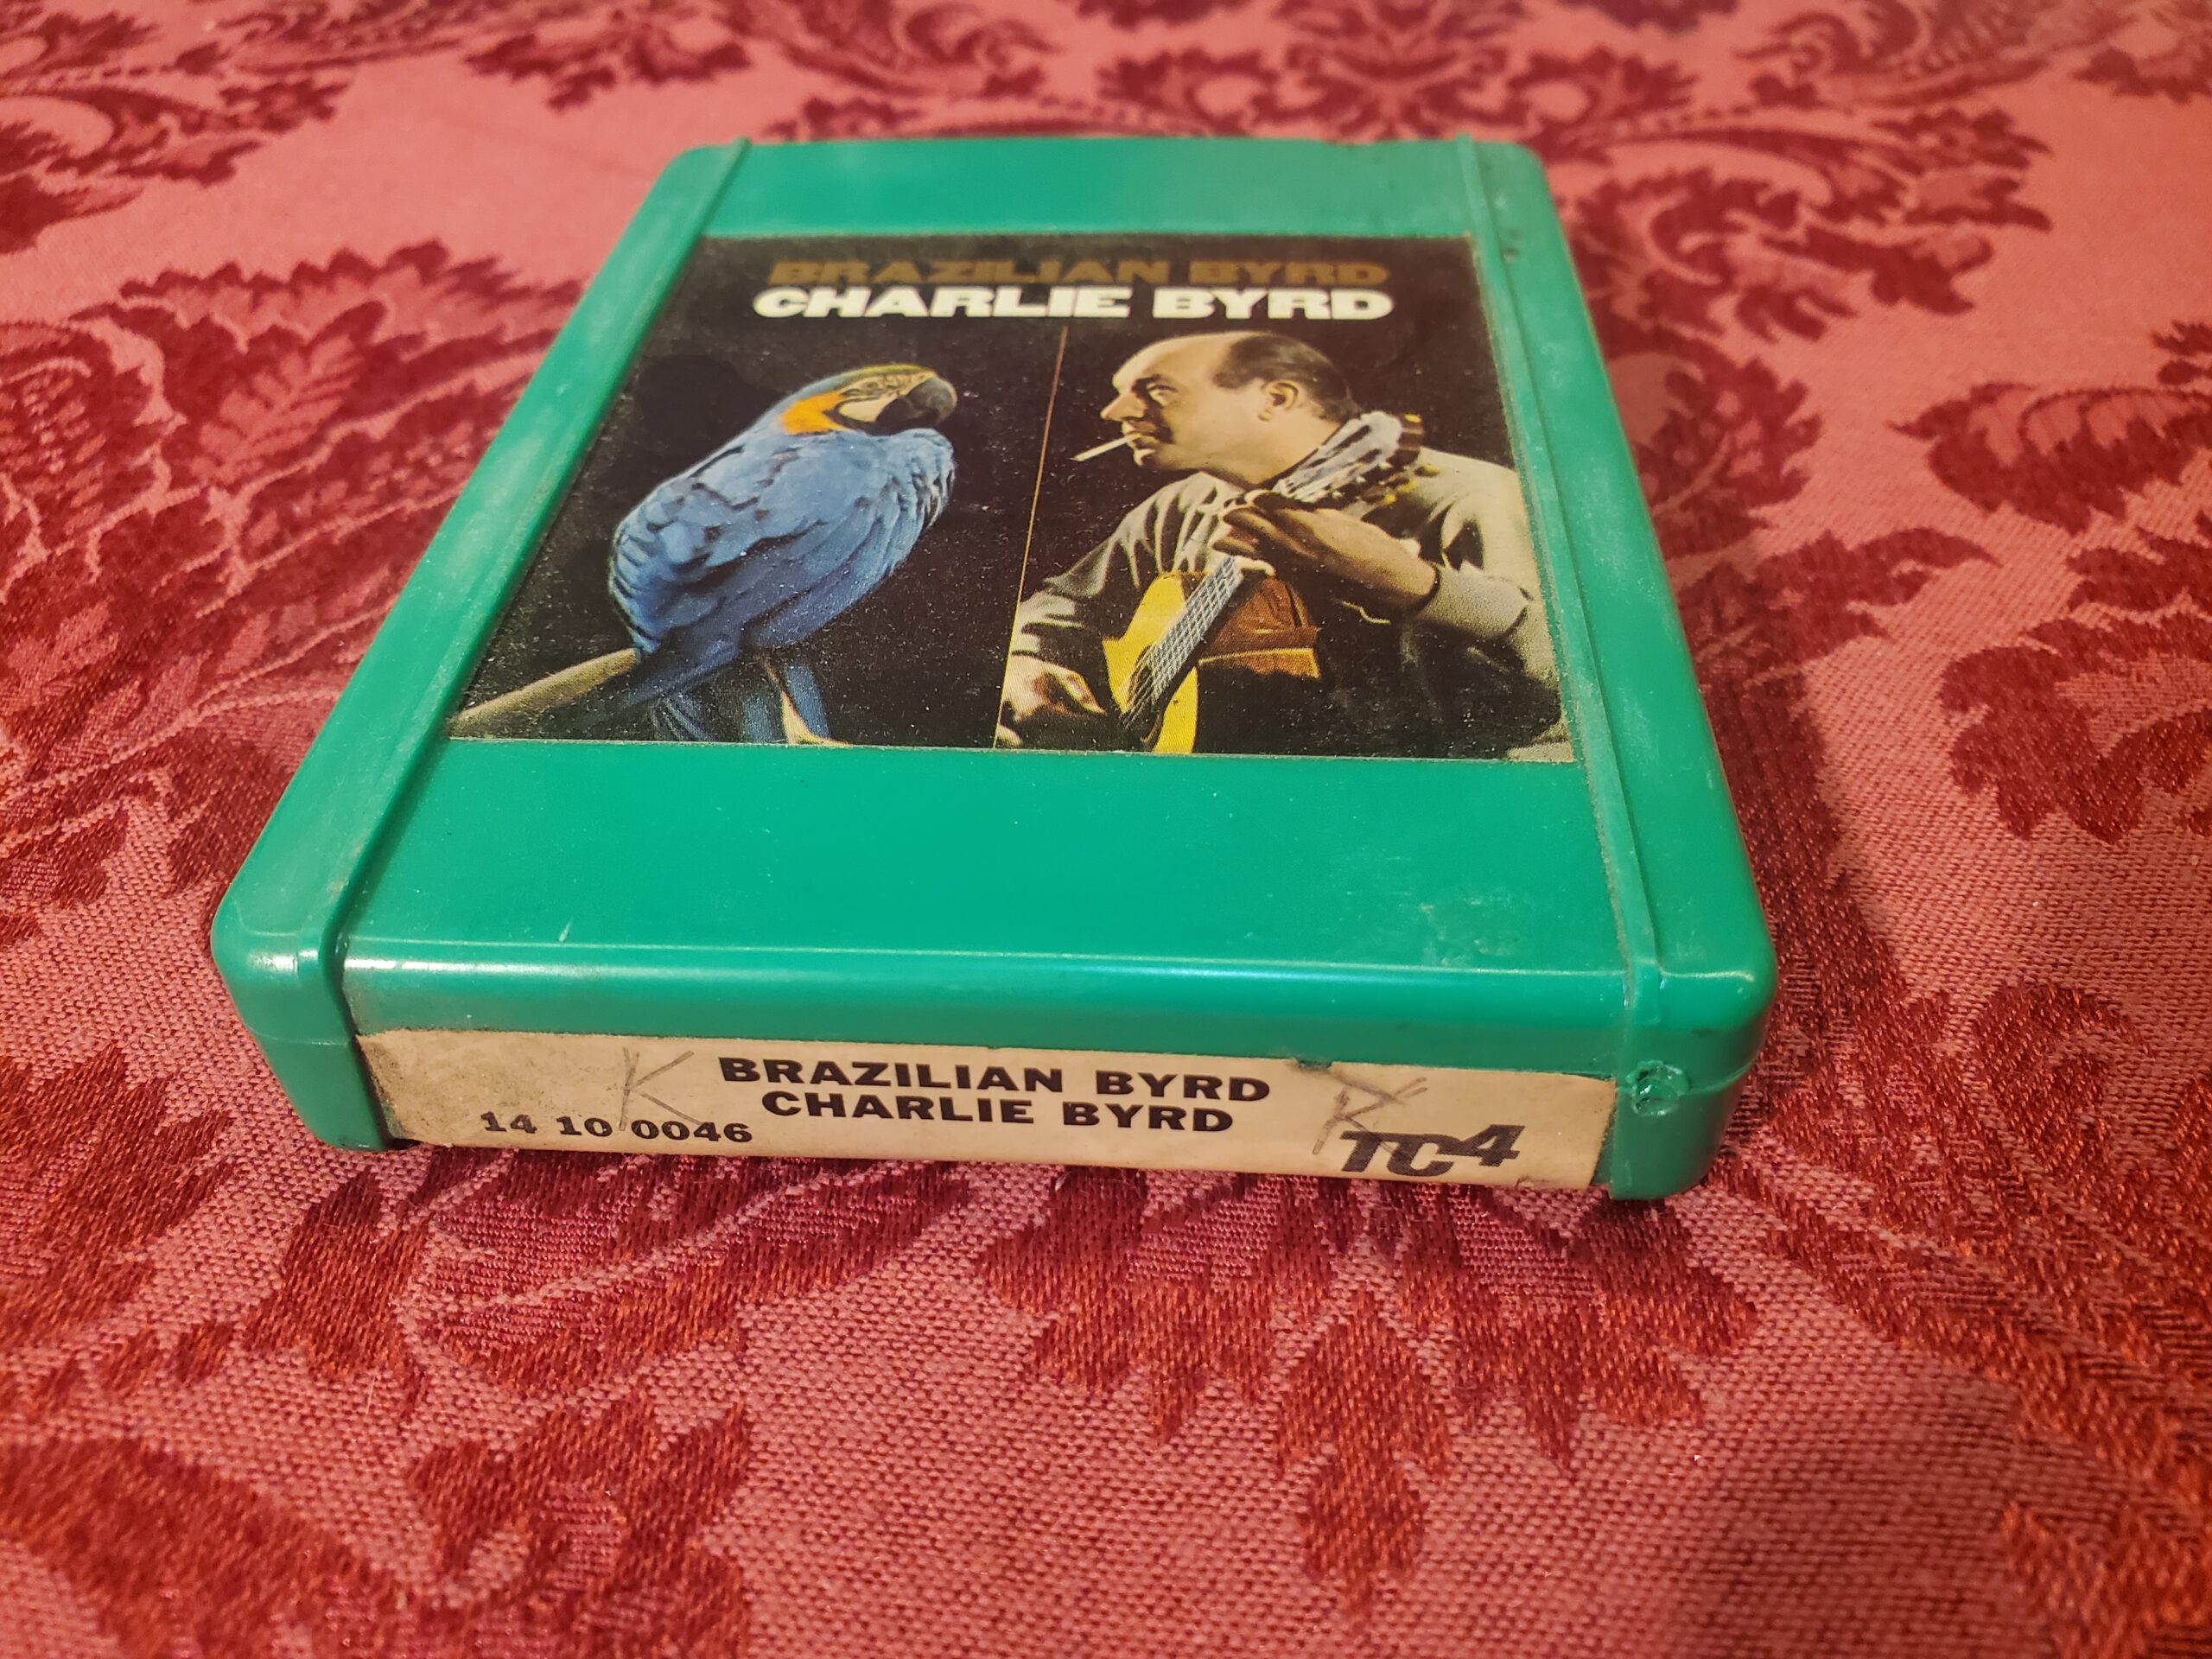 BRAZILIAN BYRD
CHARLIE BYRD
K
BRAZILIAN BYRD
CHARLIE BYRD
14 10 0046
TC4